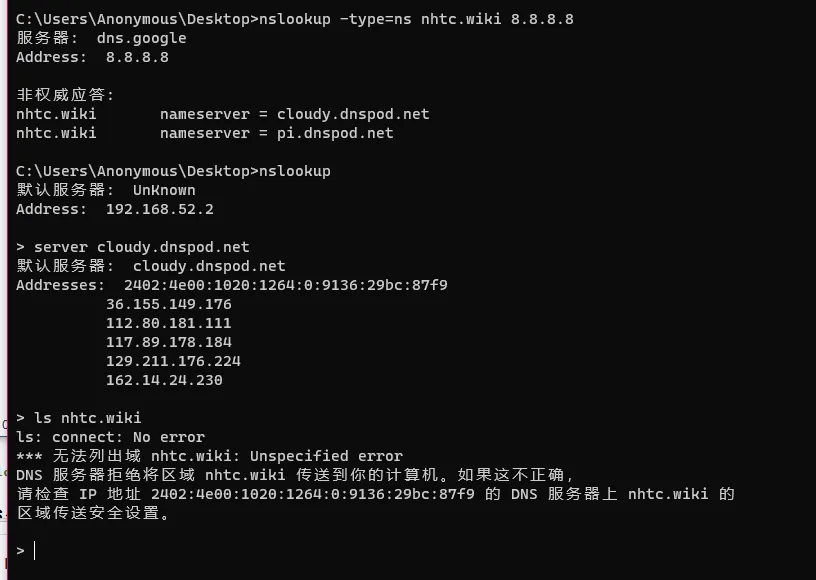 C:\Users\Anonymous\Desktop>nslookup -type=ns nhtc.wiki 8.8.8.8
服务器:  dns.google
Address:  8.8.8.8
非权威应答:
nhtc.wiki       nameserver = cloudy.dnspod.net
nhtc.wiki       nameserver = pi.dnspod.net
C:\Users\Anonymous\Desktop>nslookup
默认服务器:  UnKnown
Address:  192.168.52.2
> server cloudy.dnspod.net
默认服务器:  cloudy.dnspod.net
Addresses:  2402:4e00:1020:1264:0:9136:29bc:87f9
36.155.149.176
112.80.181.111
117.89.178.184
129.211.176.224
162.14.24.230
> ls nhtc.wiki
ls: connect: No error
*** 无法列出域 nhtc.wiki: Unspecified error
DNS 服务器拒绝将区域 nhtc.wiki 传送到你的计算机。如果这不正确，
请检查 IP 地址 2402:4e00:1020:1264:0:9136:29bc:87f9 的 DNS 服务器上 nhtc.wiki 的
区域传送安全设置。
>